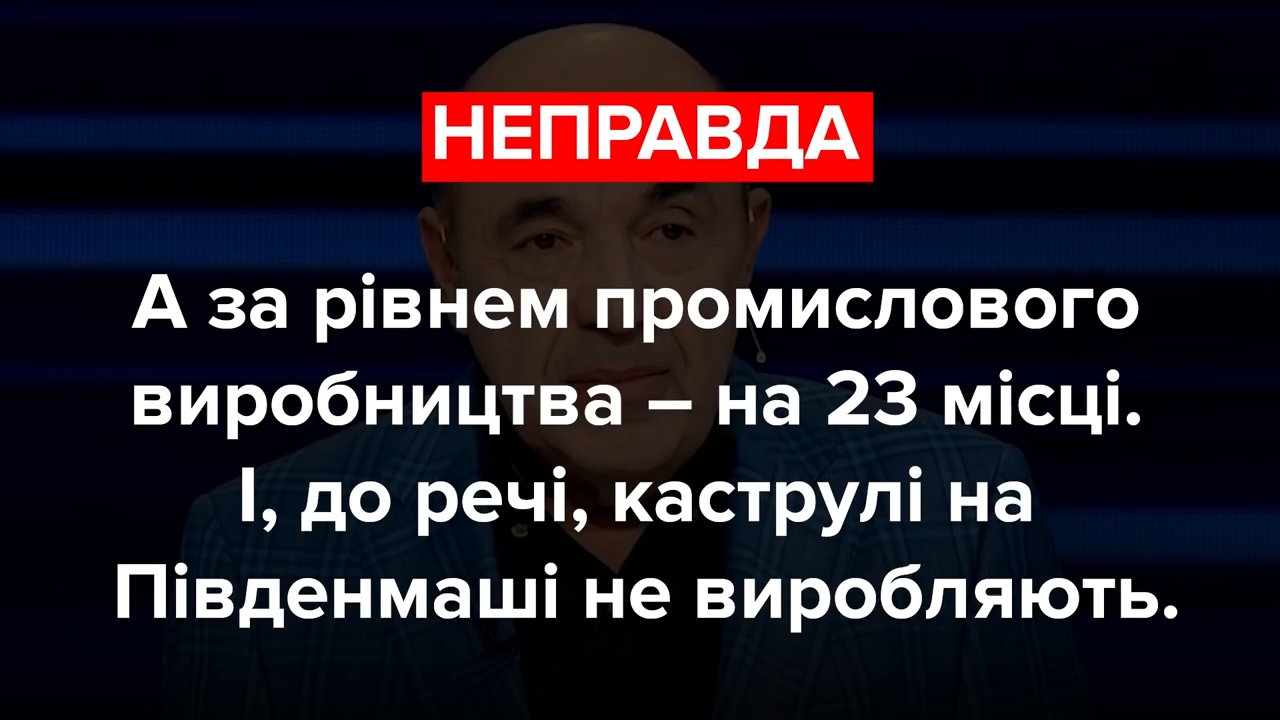 НЕПРАВДА
А за рівнем промислового
виробництва – на 23 місці.
І, до речі, каструлі на
Південмаші не виробляють.